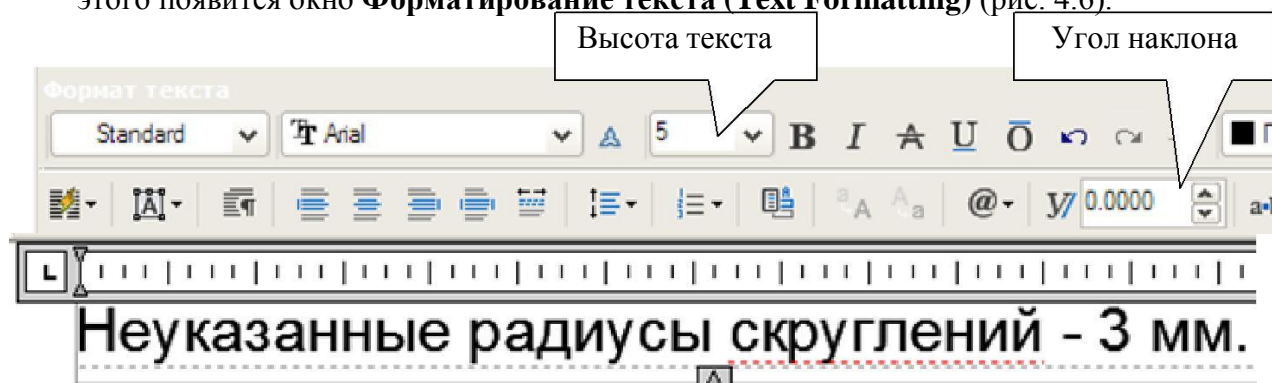 этого появится окно Форматирование текста (Text Formatting) (рис. 4.6).
Высота текста Угол наклона
Формат текста
Standard Arial 5 B I A U O
@ 0.0000
Неуказанные радиусы скруглений - 3 мм.